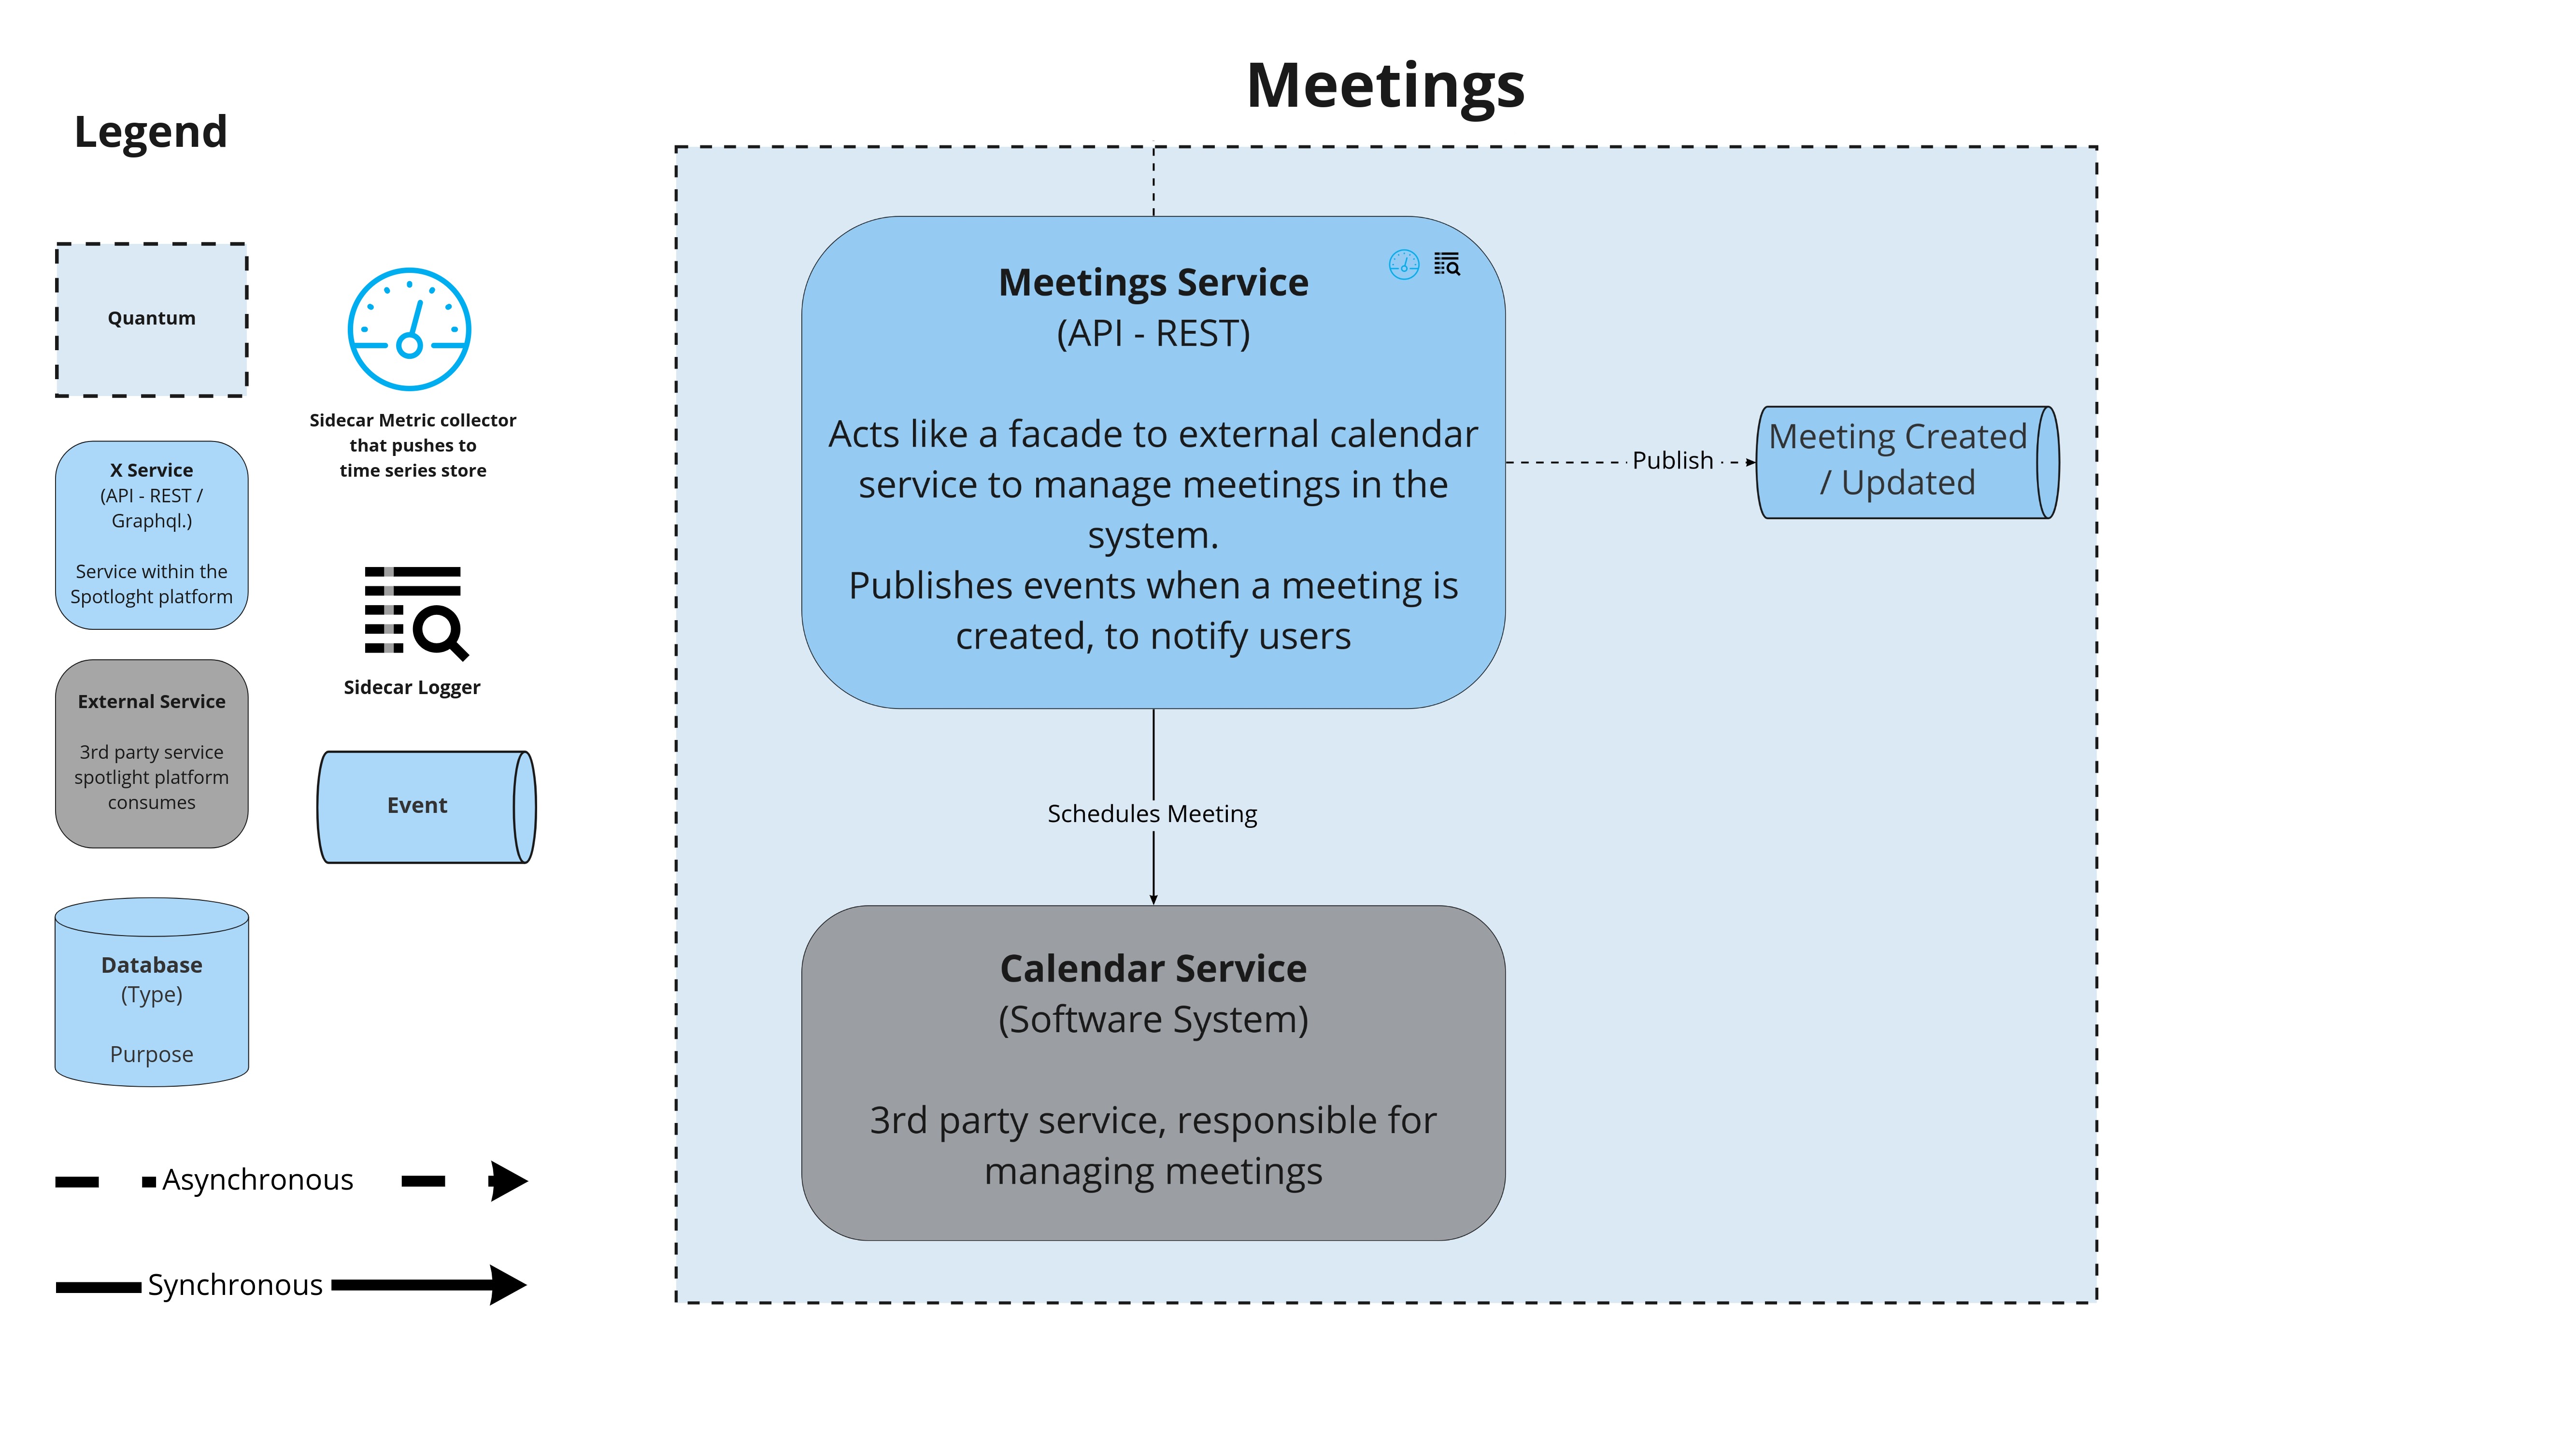 Meetings
Legend
Quantum
Sidecar Metric collector
that pushes to
time series store
X Service
(API - REST /
Graphql.)
Service within the
Spotloght platform
Sidecar Logger
External Service
3rd party service
spotlight platform
consumes
Event
Database
(Type)
Purpose
Asynchronous
Synchronous
Meetings Service
(API - REST)
Acts like a facade to external calendar
service to manage meetings in the
system.
Publishes events when a meeting is
created, to notify users
Publish
Meeting Created
/ Updated
Schedules Meeting
Calendar Service
(Software System)
3rd party service, responsible for
managing meetings